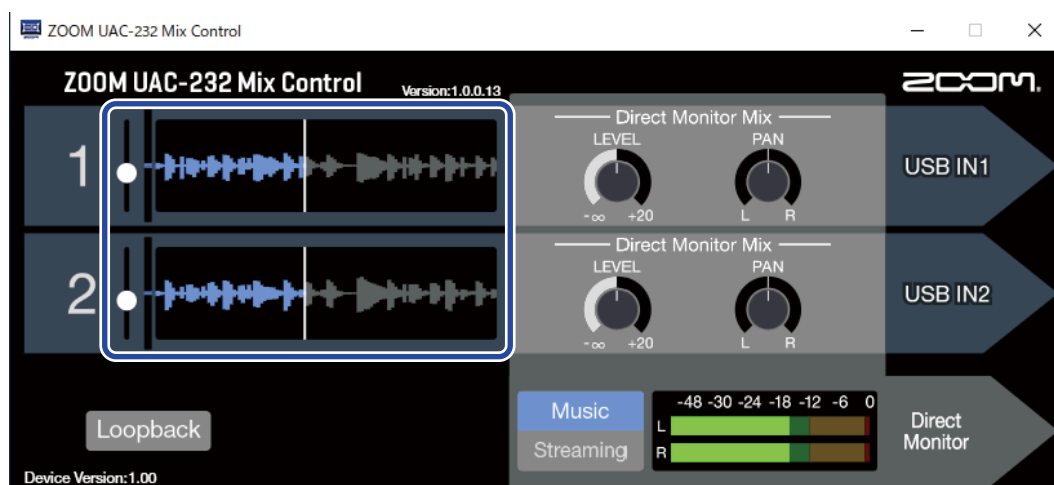 ZOOM UAC-232 Mix Control
ZOOM UAC-232 Mix Control
Version:1.0.0.13
ZOOM.
1
Direct Monitor Mix
LEVEL
PAN
-∞ +20
L R
USB IN1
2
Direct Monitor Mix
LEVEL
PAN
-∞ +20
L R
USB IN2
Loopback
Music
Streaming
-48 -30 -24 -18 -12 -6 0
L
R
Direct
Monitor
Device Version:1.00